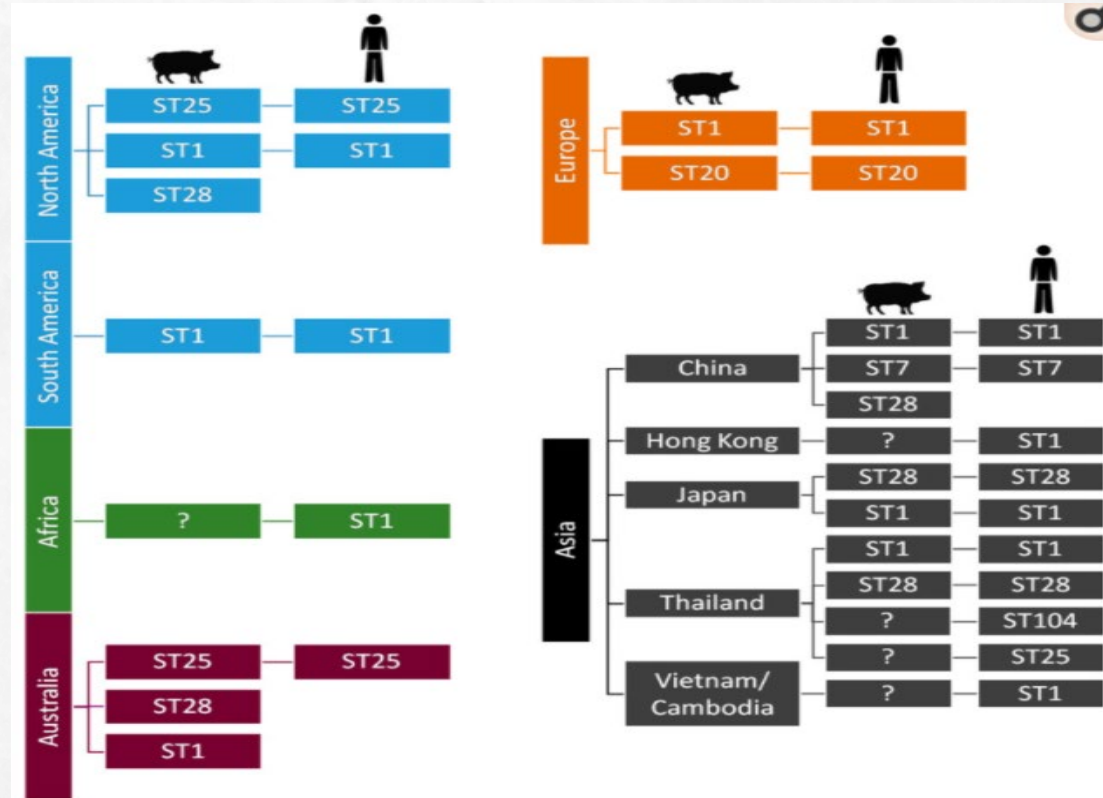 North America
ST25 ST25
ST1 ST1
ST28
South America
ST1 ST1
Africa
? ST1
Australia
ST25 ST25
ST28
ST1
Europe
ST1 ST1
ST20 ST20
Asia
China
ST1 ST1
ST7 ST7
ST28
Hong Kong
? ST1
Japan
ST28 ST28
ST1 ST1
Thailand
ST1 ST1
ST28 ST28
? ST104
? ST25
Vietnam/
Cambodia
? ST1